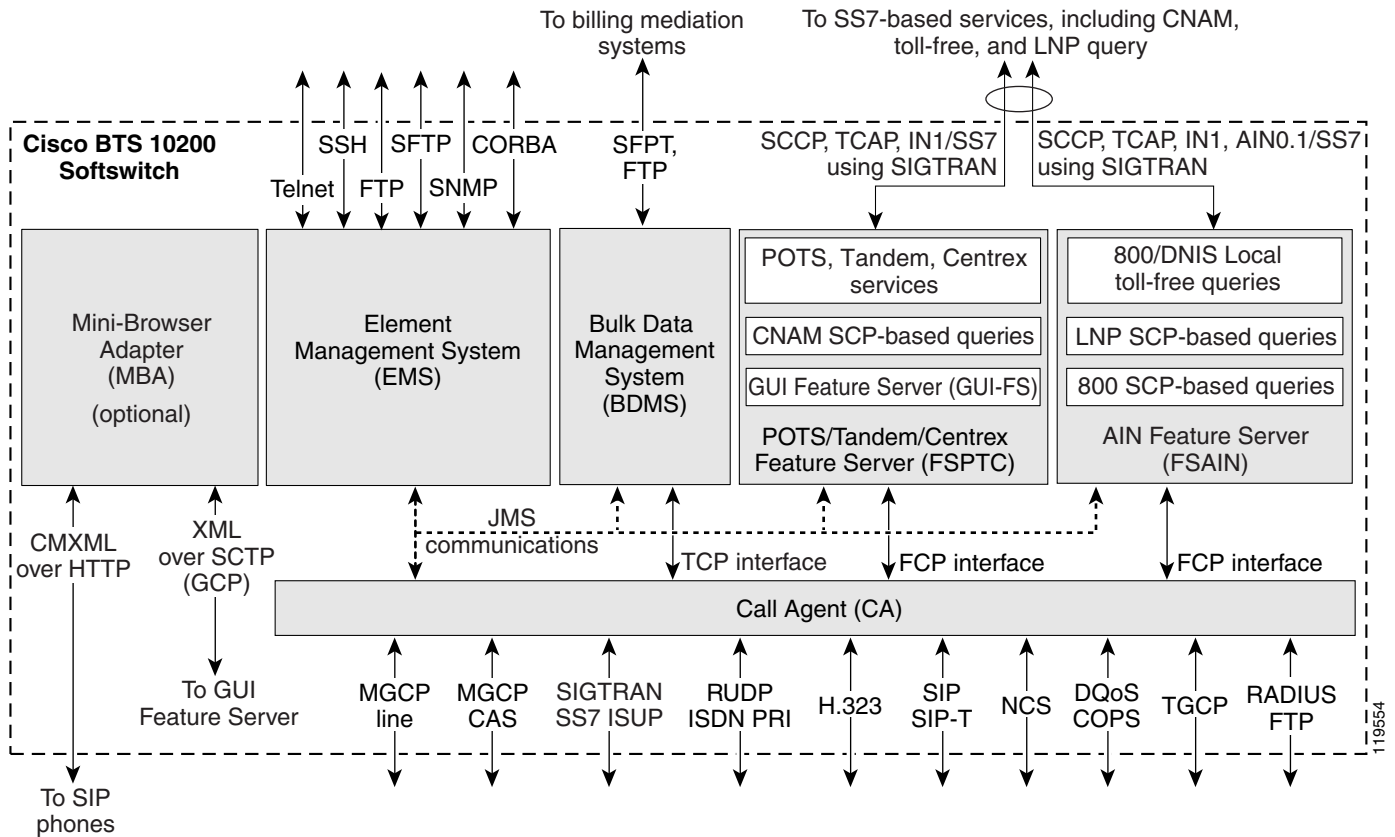 To billing mediation
systems
To SS7-based services, including CNAM,
toll-free, and LNP query
Cisco BTS 10200
Softswitch
Telnet
SSH
FTP
SFTP
SNMP
CORBA
SFPT,
FTP
SCCP, TCAP, IN1/SS7
using SIGTRAN
SCCP, TCAP, IN1, AIN0.1/SS7
using SIGTRAN
Mini-Browser
Adapter
(MBA)
(optional)
Element
Management System
(EMS)
Bulk Data
Management
System
(BDMS)
POTS, Tandem, Centrex
services
CNAM SCP-based queries
GUI Feature Server (GUI-FS)
POTS/Tandem/Centrex
Feature Server (FSPTC)
800/DNIS Local
toll-free queries
LNP SCP-based queries
800 SCP-based queries
AIN Feature Server
(FSAIN)
CMXML
over HTTP
XML
over SCTP
(GCP)
JMS
communications
TCP interface
FCP interface
FCP interface
Call Agent (CA)
To GUI
Feature Server
MGCP
line
MGCP
CAS
SIGTRAN
SS7 ISUP
RUDP
ISDN PRI
H.323
SIP
SIP-T
NCS
DQoS
COPS
TGCP
RADIUS
FTP
To SIP
phones
119554